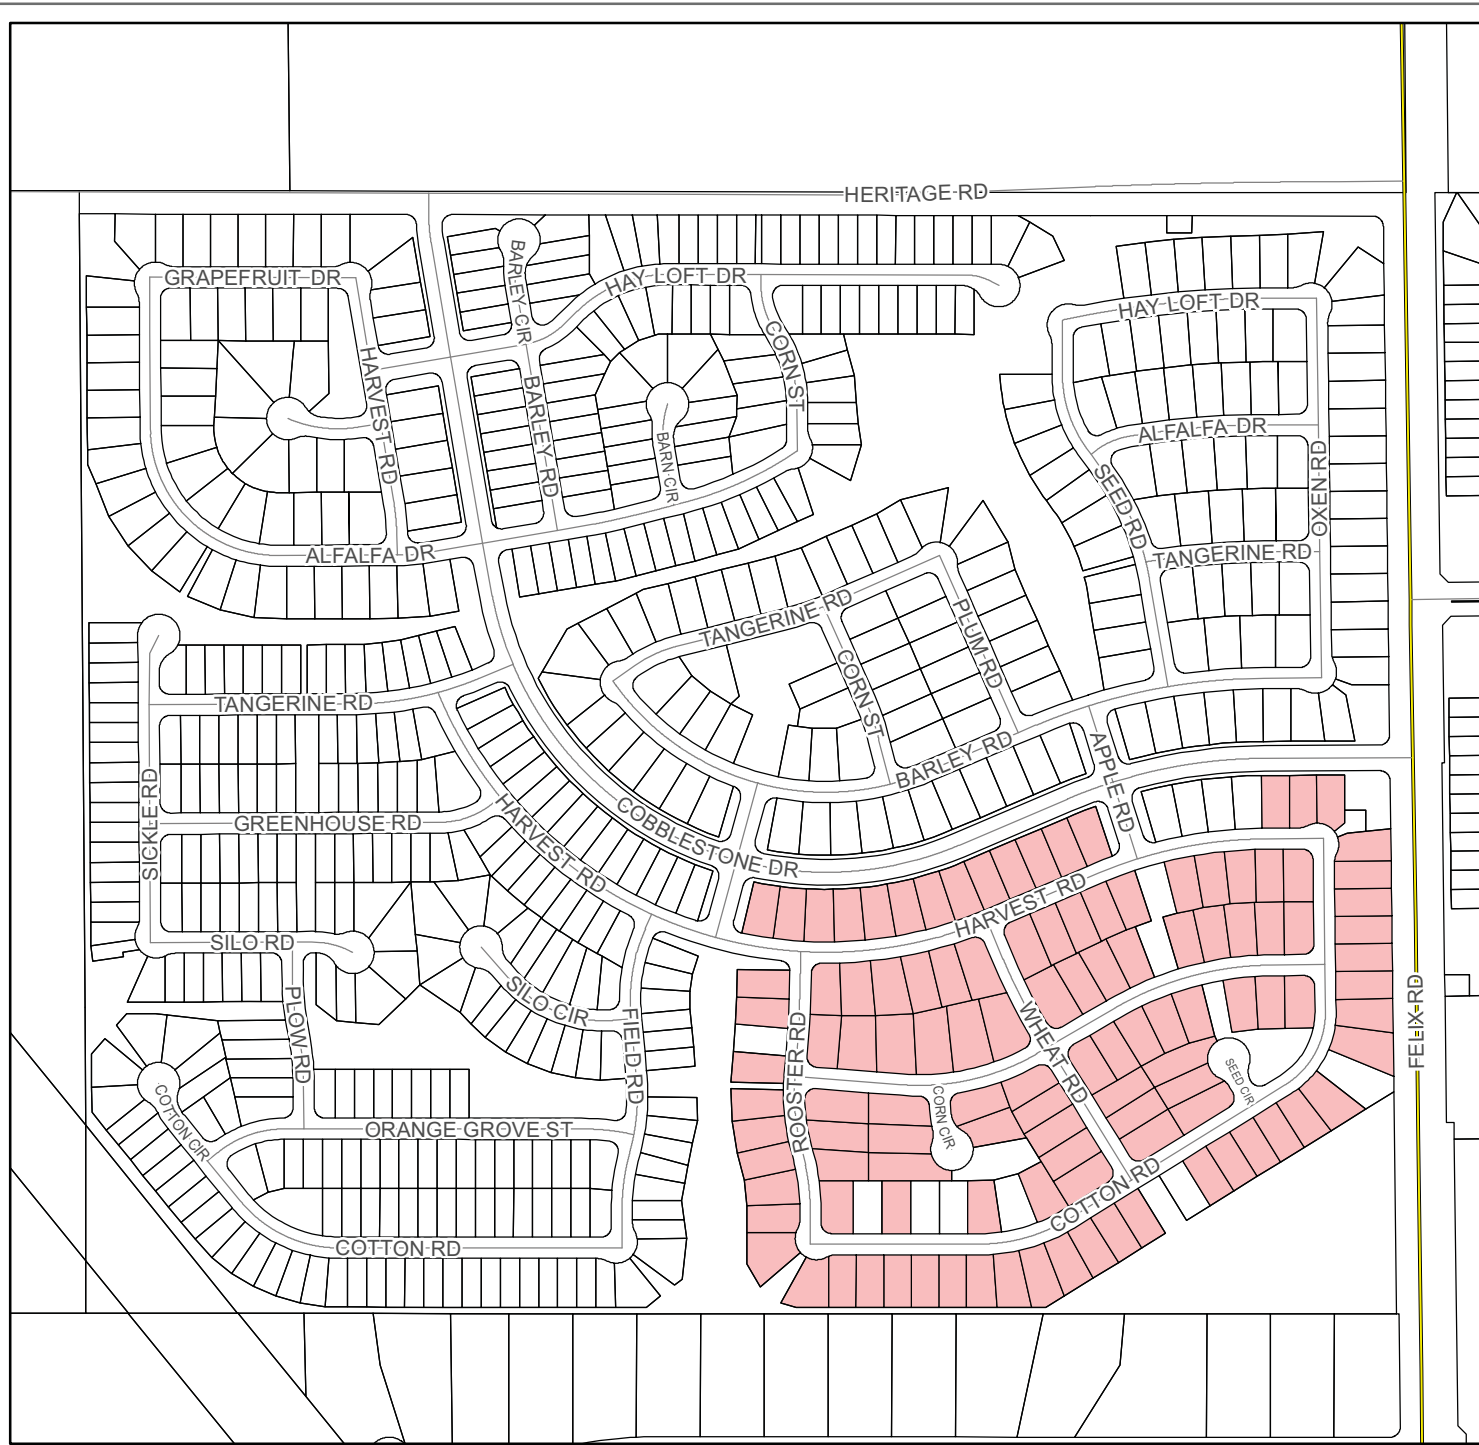 HERITAGE RD
GRAPEFRUIT DR
BARLEY CIR
HAY LOFT DR
HAY LOFT DR
CORN ST
HARVEST RD
BARLEY RD
BARN CIR
ALFALFA DR
SEED RD
OXEN RD
ALFALFA DR
TANGERINE RD
TANGERINE RD
PLUM RD
CORN ST
TANGERINE RD
BARLEY RD
APPLE RD
SICKLE RD
GREENHOUSE RD
HARVEST RD
COBBLESTONE DR
HARVEST RD
SILO RD
SILO CIR
PLOW RD
FIELD RD
ROOSTER RD
WHEAT RD
FELIX RD
COTTON CIR
CORN CIR
SEED CIR
ORANGE GROVE ST
COTTON RD
COTTON RD